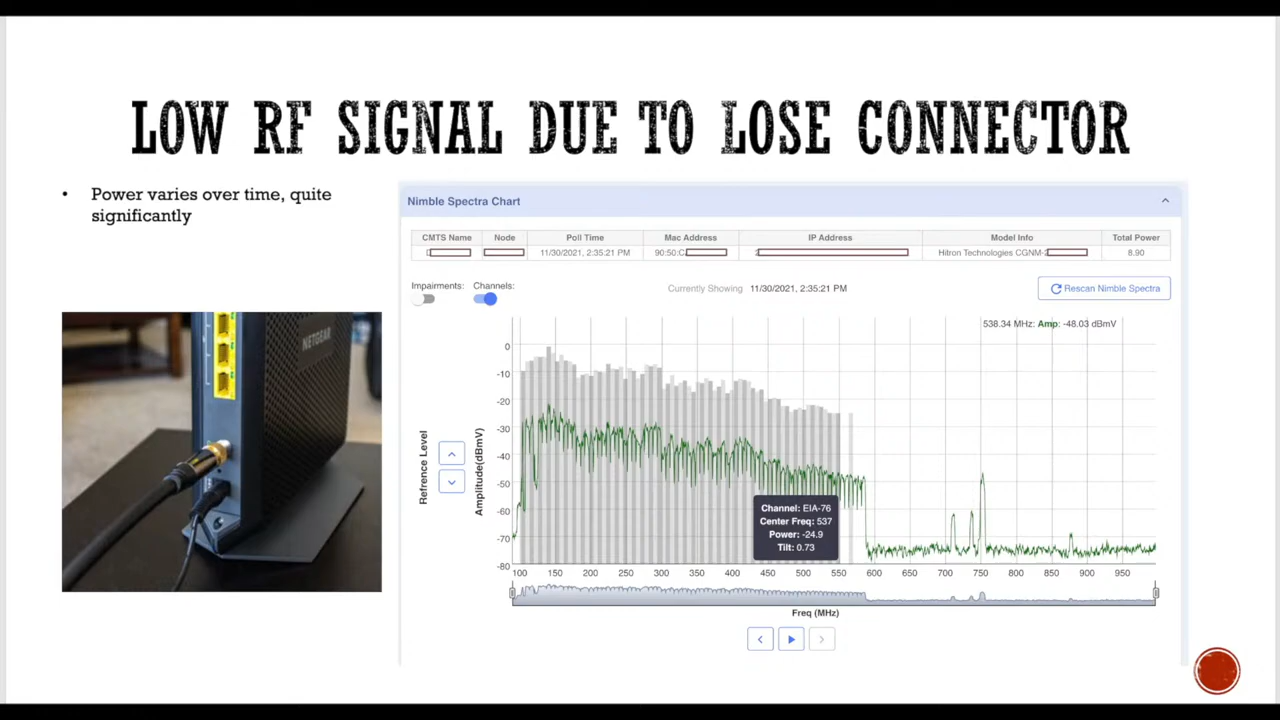 LOW RF SIGNAL DUE TO LOSE CONNECTOR
• Power varies over time, quite
significantly
NETGEAR
Nimble Spectra Chart
CMTS Name Node Poll Time Mac Address IP Address Model Info Total Power
11/30/2021, 2:35:21 PM 90:50:C Hitron Technologies CGNM-2 8.90
Impairments: Channels: Currently Showing 11/30/2021, 2:35:21 PM Rescan Nimble Spectra
538.34 MHz: Amp: -48.03 dBmV
0
-10
-20
-30
-40
-50
-60
-70
-80
Refrence Level
Amplitude(dBmV)
Channel: EIA-76
Center Freq: 537
Power: -24.9
Tilt: 0.73
100 150 200 250 300 350 400 450 500 550 600 650 700 750 800 850 900 950
Freq (MHz)